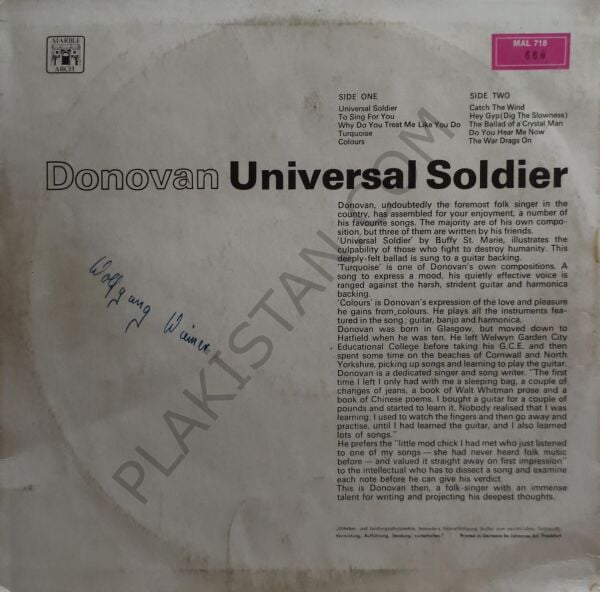 MARBLE
ARCH
MAL 715
660
SIDE ONE
Universal Soldier
To Sing For You
Why Do You Treat Me Like You Do
Turquoise
Colours
SIDE TWO
Catch The Wind
Hey Gyp (Dig The Slowness)
The Ballad of a Crystal Man
Do You Hear Me Now
The War Drags On
Donovan Universal Soldier
Donovan, undoubtedly the foremost folk singer in the
country, has assembled for your enjoyment, a number of
his favourite songs. The majority are of his own compo-
sition, but three of them are written by his friends.
'Universal Soldier' by Buffy St. Marie, illustrates the
culpability of those who fight to destroy humanity. This
deeply-felt ballad is sung to a guitar backing.
'Turquoise' is one of Donovan's own compositions. A
song to express a mood, his quietly effective voice is
ranged against the harsh, strdent guitar and harmonica
backing.
'Colours' is Donovan's expression of the love and pleasure
he gains from colours. He plays all the instruments fea-
tured in the song; guitar, banjo and harmonica.
Donovan was born in Glasgow, but moved down to
Hatfield when he was ten. He left Welwyn Garden City
Educational College before taking his G.C.E. and then
spent some time on the beaches of Cornwall and North
Yorkshire, picking up songs and learning to play the guitar.
Donovan is a dedicated singer and song writer. "The first
time I left I only had with me a sleeping bag, a couple of
changes of jeans, a book of Walt Whitman prose and a
book of Chinese poems. I bought a guitar for a couple of
pounds and started to learn it. Nobody realised that I was
learning. I used to watch the fingers and then go away and
practise, until I had learned the guitar, and I also learned
lots of songs."
He prefers the "little mod chick I had met who just listened
to one of my songs — she had never heard folk music
before — and valued it straight away on first impression"
to the intellectual who has to dissect a song and examine
each note before he can give his verdict
This is Donovan then, a folk-singer with an immense
talent for writing and projecting his deepest thoughts.
Wolfgang
PLAKISTAN.COM
Vermietung, Aufführung, Sendung, vorbehalten." Printed in Germany by Johannes Alt, Frankfurt